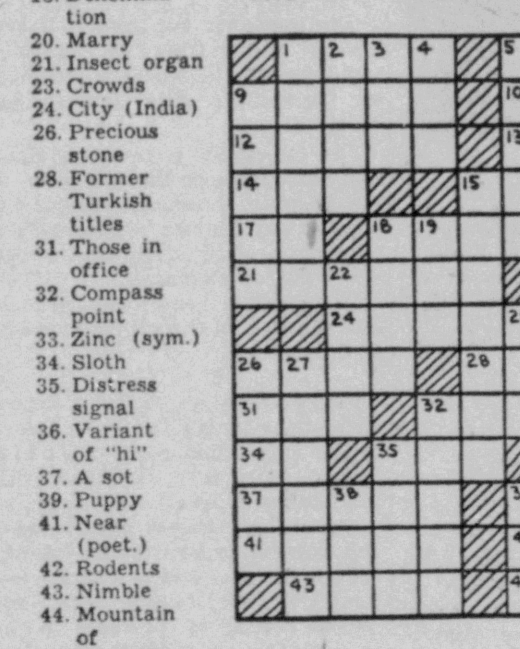 tion
20. Marry
21. Insect organ
23. Crowds
24. City (India)
26. Precious
stone
28. Former
Turkish
titles
31. Those in
office
32. Compass
point
33. Zinc (sym.)
34. Sloth
35. Distress
signal
36. Variant
of "hi"
37. A sot
39. Puppy
41. Near
(poet.)
42. Rodents
43. Nimble
44. Mountain
of
1 2 3 4 5
9 10
12 13
14 15
17 18 19
21 22
24
26 27 28
31 32
34 35
37 38
41
43